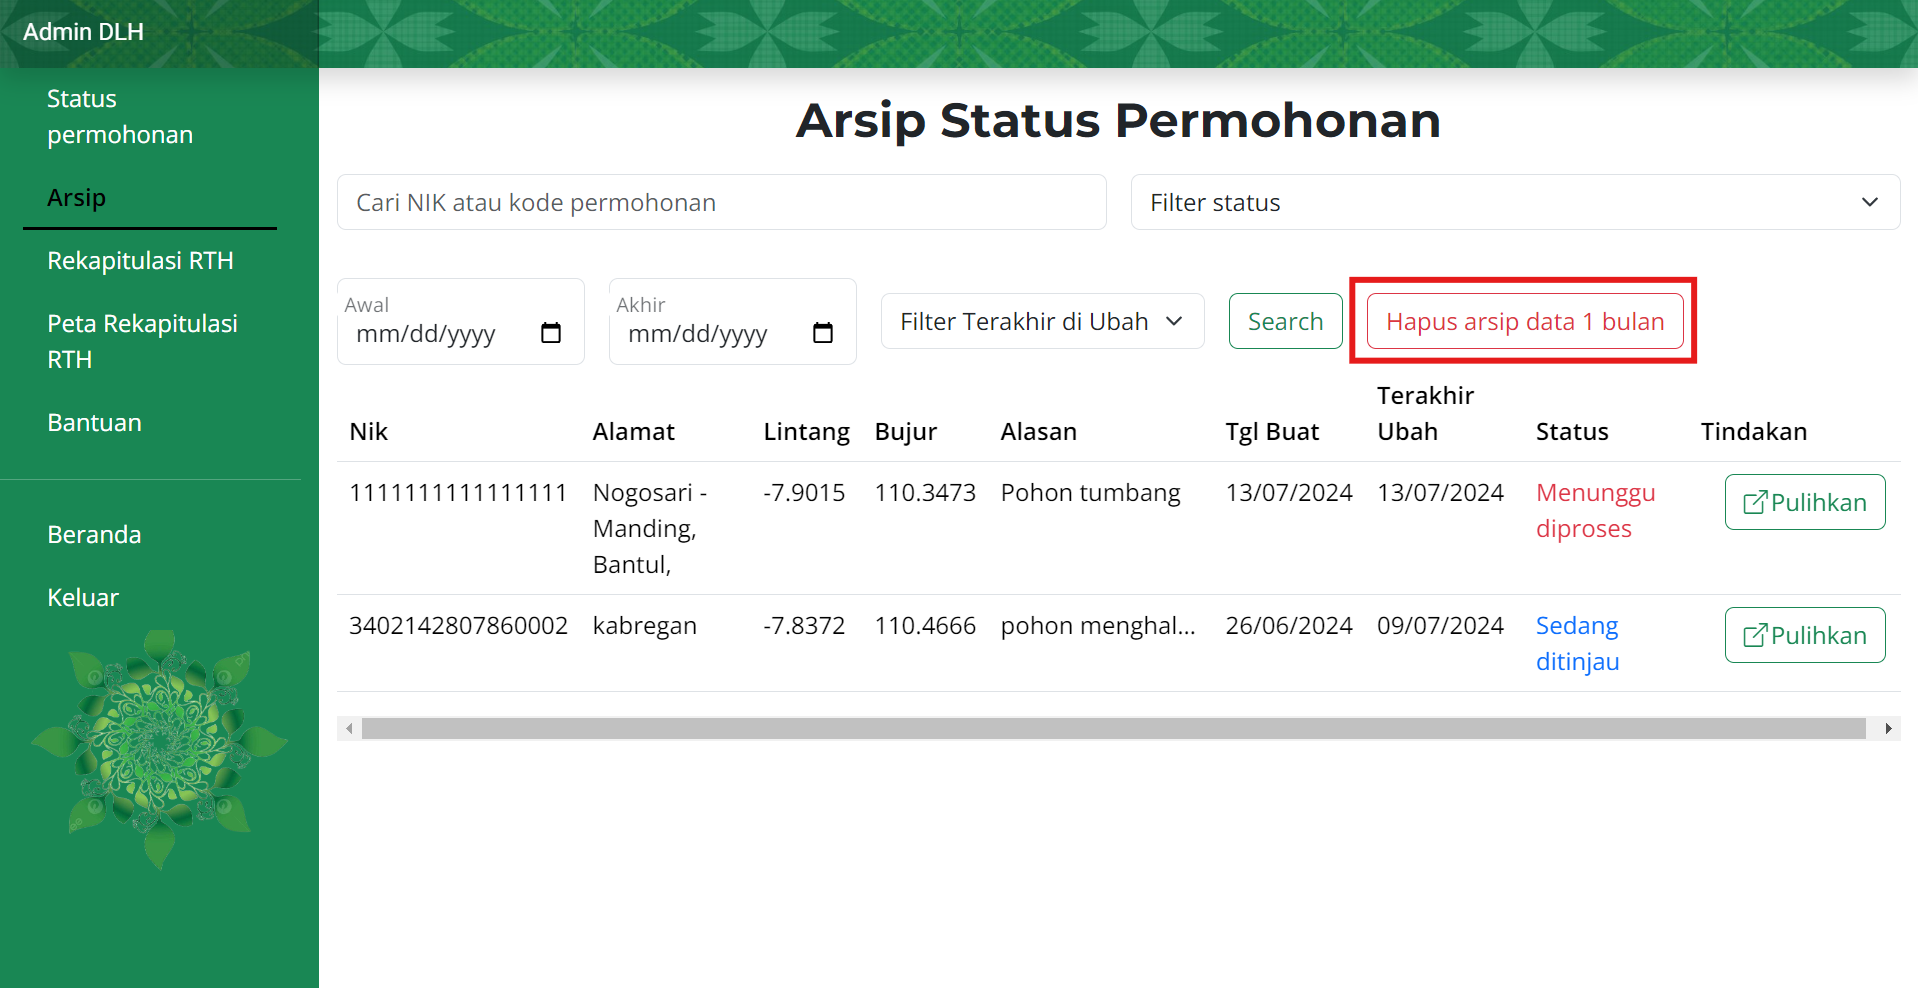 Admin DLH
Status
permohonan
Arsip
Rekapitulasi RTH
Peta Rekapitulasi
RTH
Bantuan
Beranda
Keluar
Arsip Status Permohonan
Cari NIK atau kode permohonan
Filter status
Awal
mm/dd/yyyy
Akhir
mm/dd/yyyy
Filter Terakhir di Ubah
Search
Hapus arsip data 1 bulan
Nik Alamat Lintang Bujur Alasan Tgl Buat Terakhir Ubah Status Tindakan
1111111111111111 Nogosari - -7.9015 110.3473 Pohon tumbang 13/07/2024 13/07/2024 Menunggu Pulihkan
Manding, diproses
Bantul,
3402142807860002 kabregan -7.8372 110.4666 pohon menghal... 26/06/2024 09/07/2024 Sedang Pulihkan
ditinjau